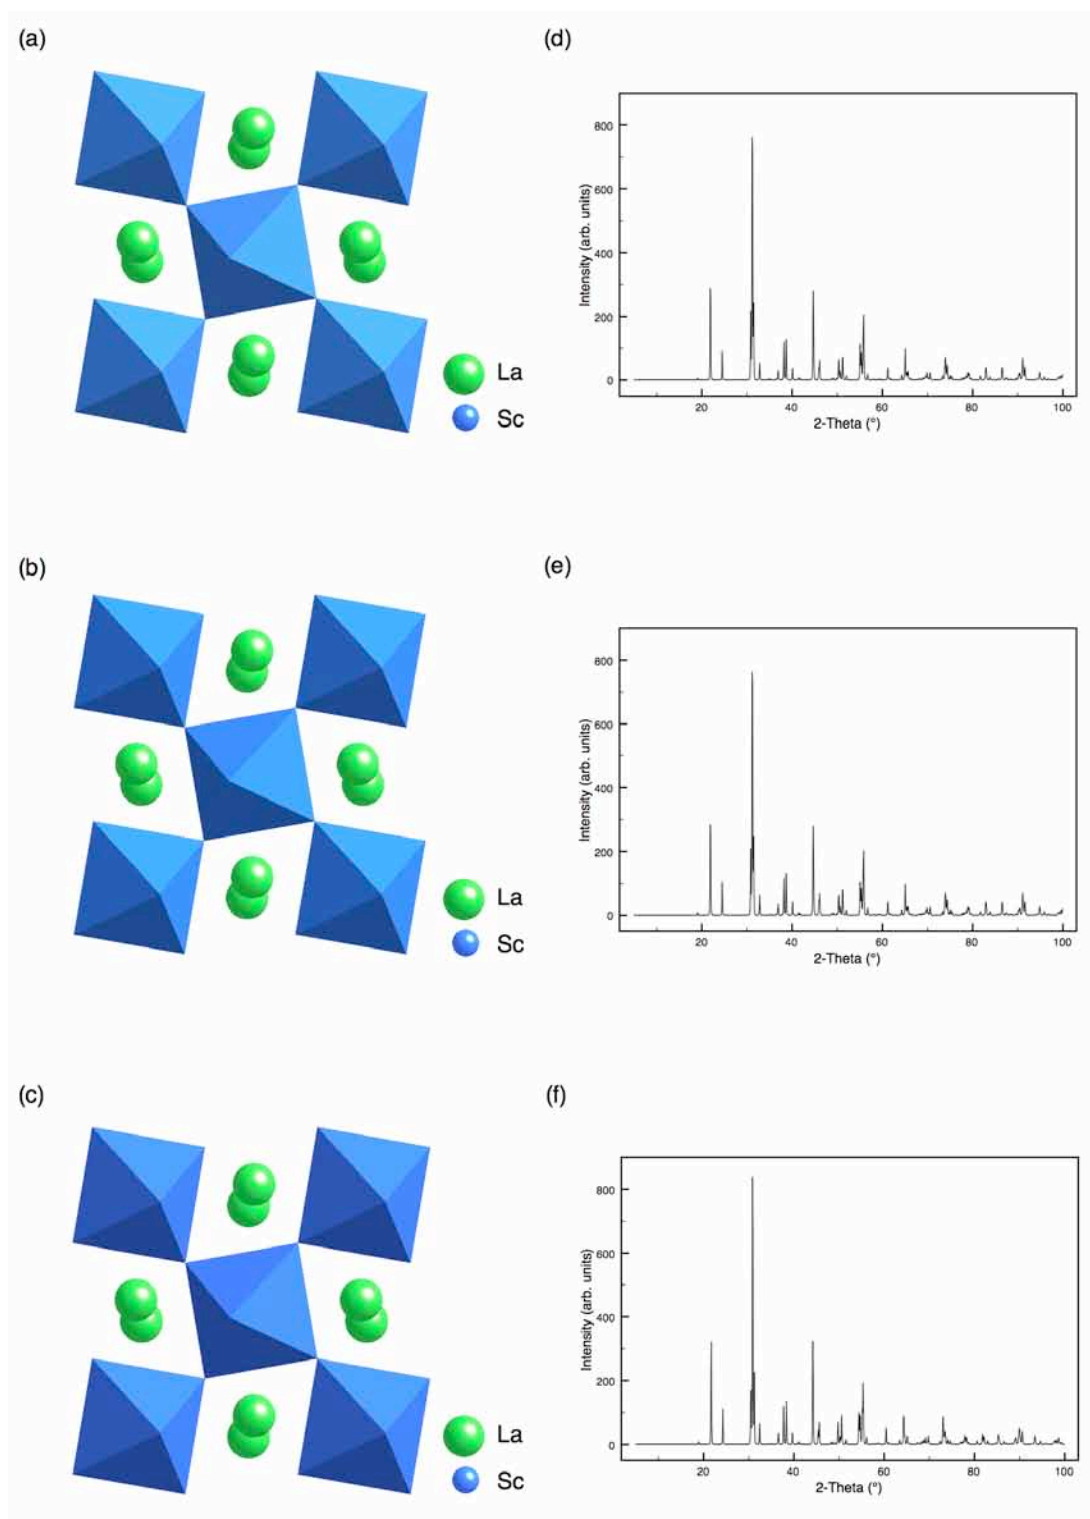 (a)
La
Sc
(d)
Intensity (arb. units)
800
600
400
200
0
20 40 60 80 100
2-Theta (°)
(b)
La
Sc
(e)
Intensity (arb. units)
800
600
400
200
0
20 40 60 80 100
2-Theta (°)
(c)
La
Sc
(f)
Intensity (arb. units)
800
600
400
200
0
20 40 60 80 100
2-Theta (°)